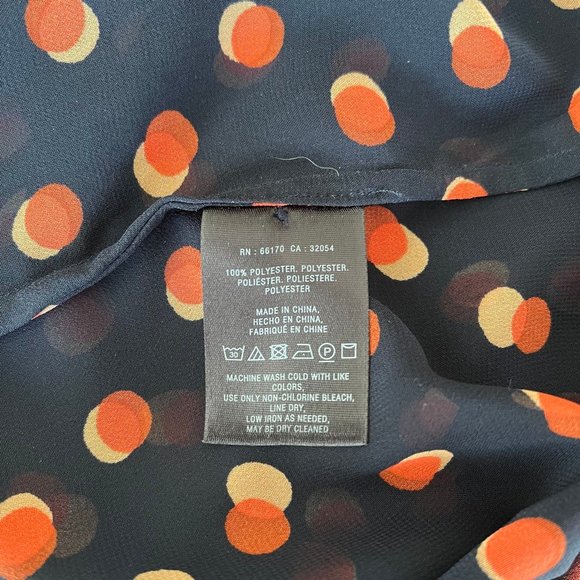 RN : 66170 CA : 32054
100% POLYESTER. POLYESTER.
POLIÉSTER. POLIESTERE.
POLYESTER
MADE IN CHINA,
HECHO EN CHINA,
FABRIQUÉ EN CHINE
30 P
MACHINE WASH COLD WITH LIKE
COLORS,
USE ONLY NON-CHLORINE BLEACH,
LINE DRY,
LOW IRON AS NEEDED,
MAY BE DRY CLEANED